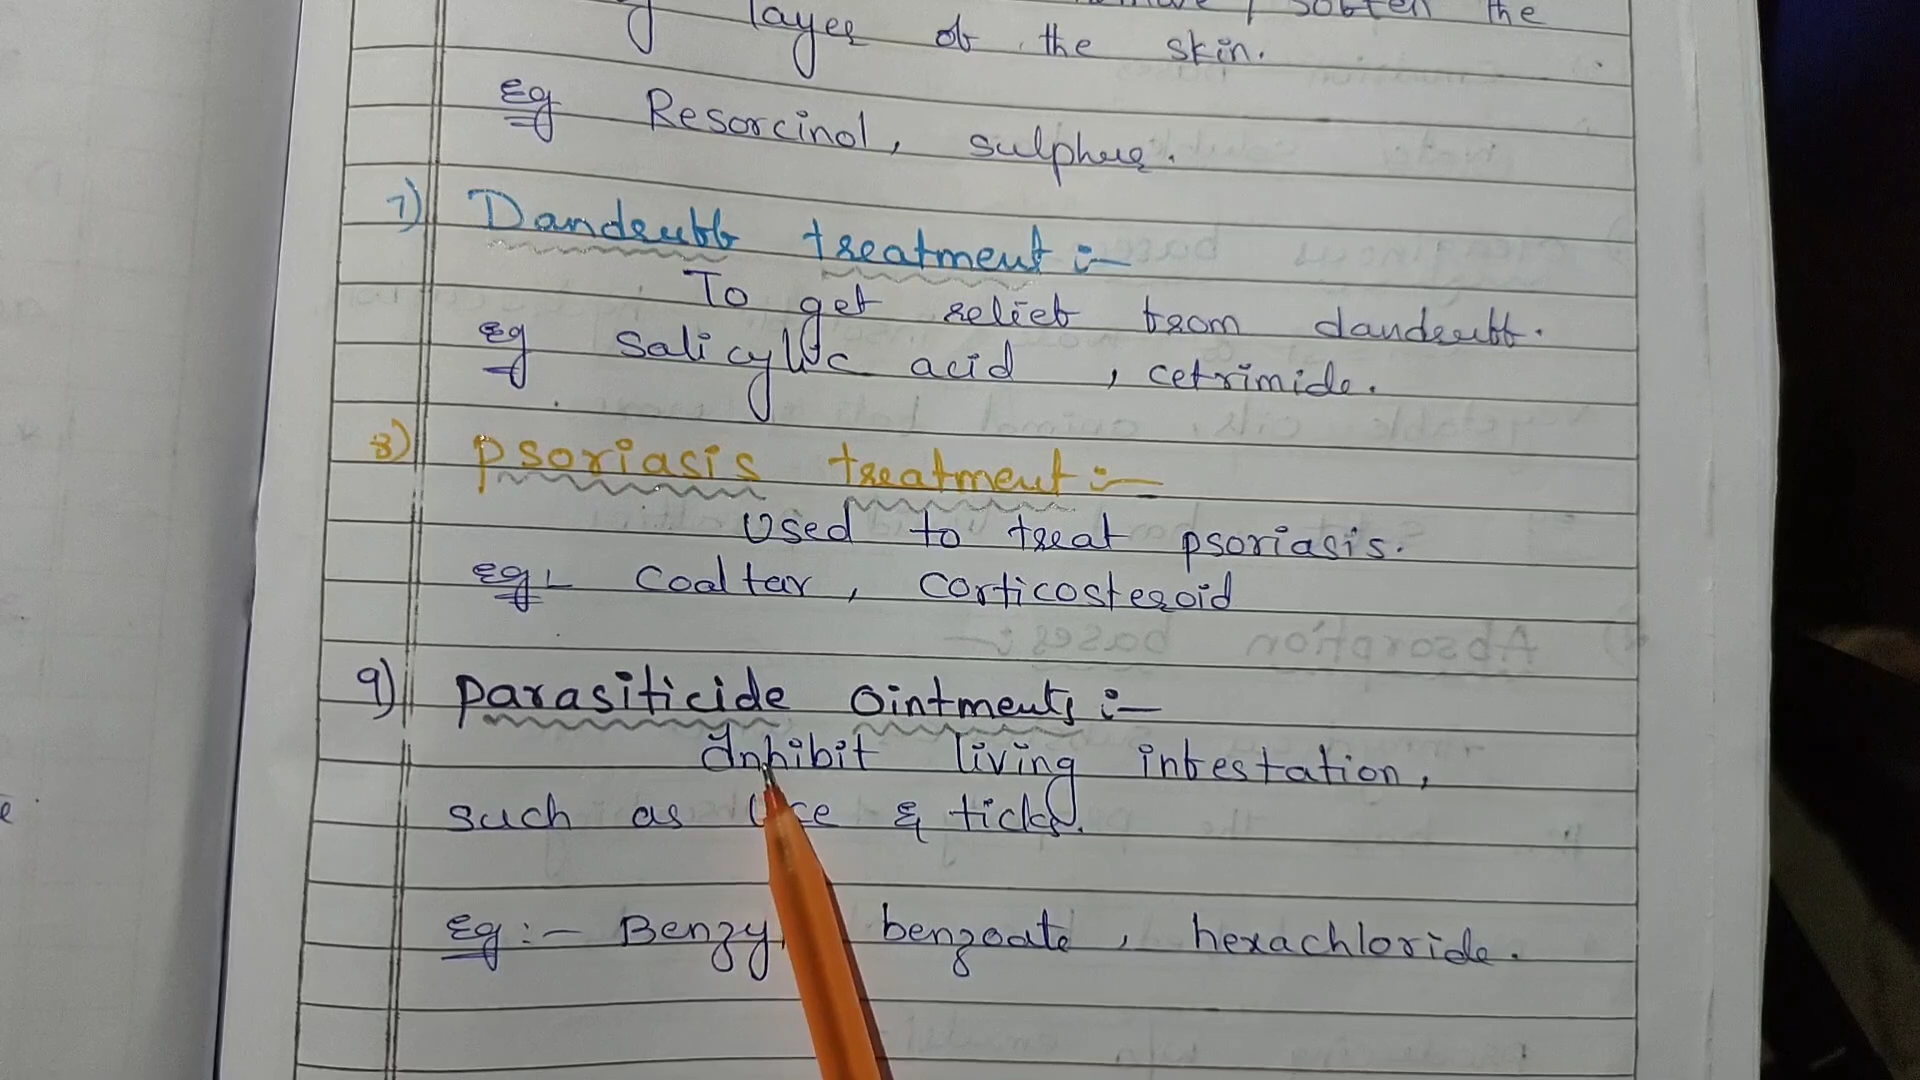 soften the
layer of the skin.
Eg Resorcinol, sulphur.
7) Dandruff treatment :-
To get relief from dandruff.
Eg Salicylic acid , cetrimide.
8) Psoriasis treatment :-
Used to treat psoriasis.
eg:- Coaltar, corticosteroid
9) Parasiticide Ointments :-
Inhibit living infestation,
such as lice & ticks.
Eg :- Benzyl benzoate , hexachloride.